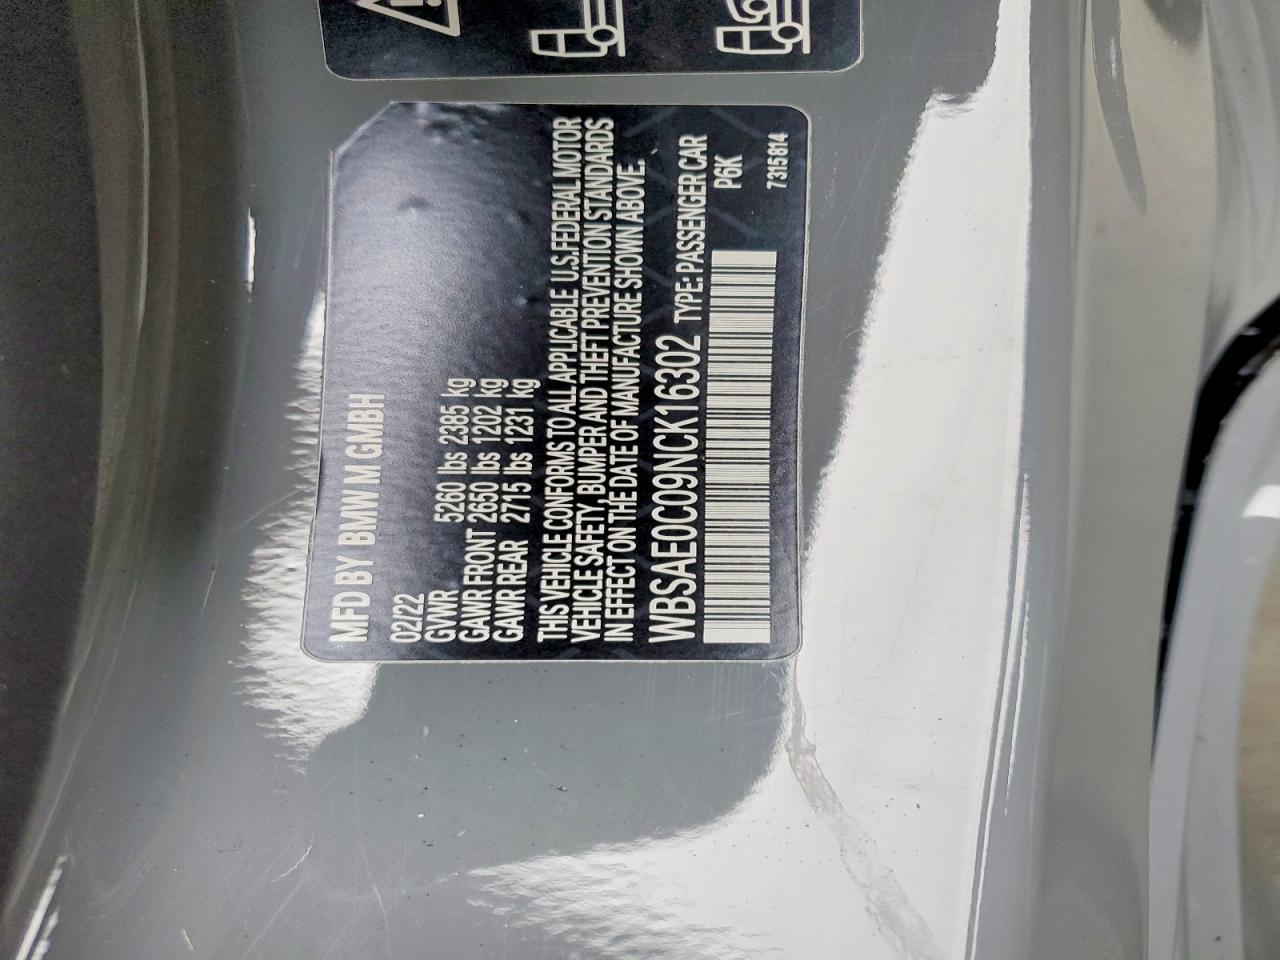 MFD BY BMW M GMBH
02/22
GVWR 5260 lbs 2385 kg
GAWR FRONT 2650 lbs 1202 kg
GAWR REAR 2715 lbs 1231 kg
THIS VEHICLE CONFORMS TO ALL APPLICABLE U.S.FEDERAL MOTOR
VEHICLE SAFETY, BUMPER AND THEFT PREVENTION STANDARDS
IN EFFECT ON THE DATE OF MANUFACTURE SHOWN ABOVE.
WBSAE0C09NCK16302 TYPE: PASSENGER CAR
P6K
7315814